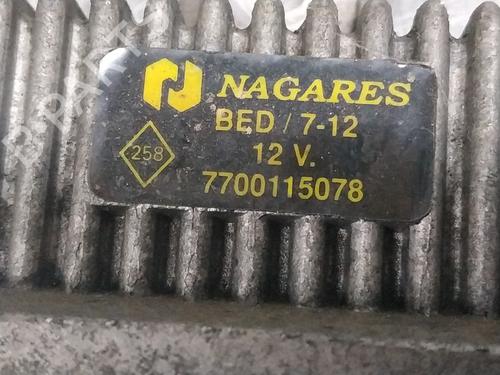 NAGARES
BED / 7-12
258
12 V.
7700115078